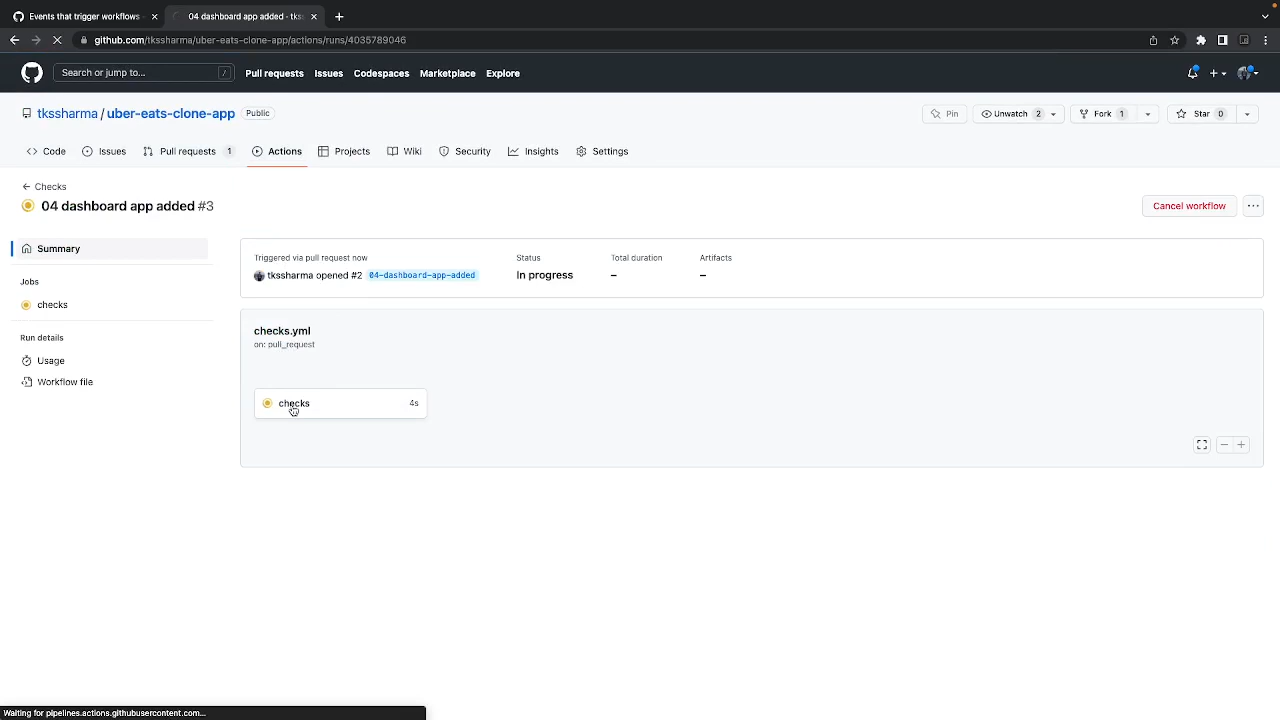 Events that trigger workflows
04 dashboard app added · tkss
github.com/tkssharma/uber-eats-clone-app/actions/runs/4035789046
Search or jump to... /
Pull requests Issues Codespaces Marketplace Explore
tkssharma / uber-eats-clone-app Public
Pin Unwatch 2 Fork 1 Star 0
Code Issues Pull requests 1 Actions Projects Wiki Security Insights Settings
← Checks
04 dashboard app added #3
Cancel workflow
Summary
Jobs
checks
Run details
Usage
Workflow file
Triggered via pull request now
tkssharma opened #2 04-dashboard-app-added
Status
In progress
Total duration
–
Artifacts
–
checks.yml
on: pull_request
checks 4s
Waiting for pipelines.actions.githubusercontent.com...